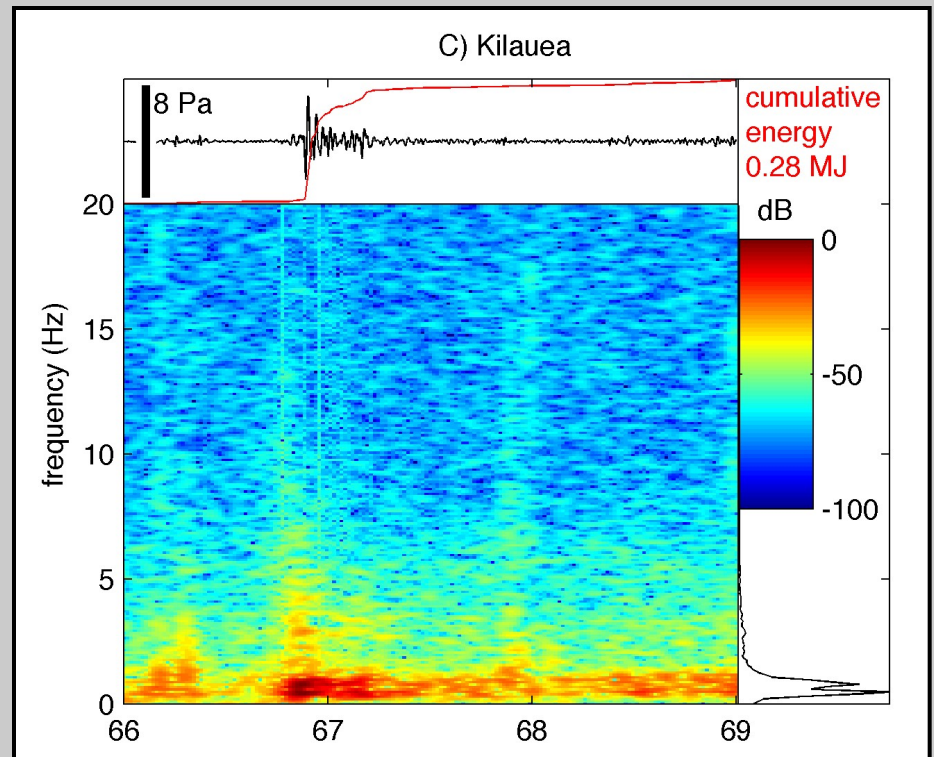 C) Kilauea
8 Pa
cumulative
energy
0.28 MJ
dB
0
-50
-100
frequency (Hz)
20
15
10
5
0
66
67
68
69